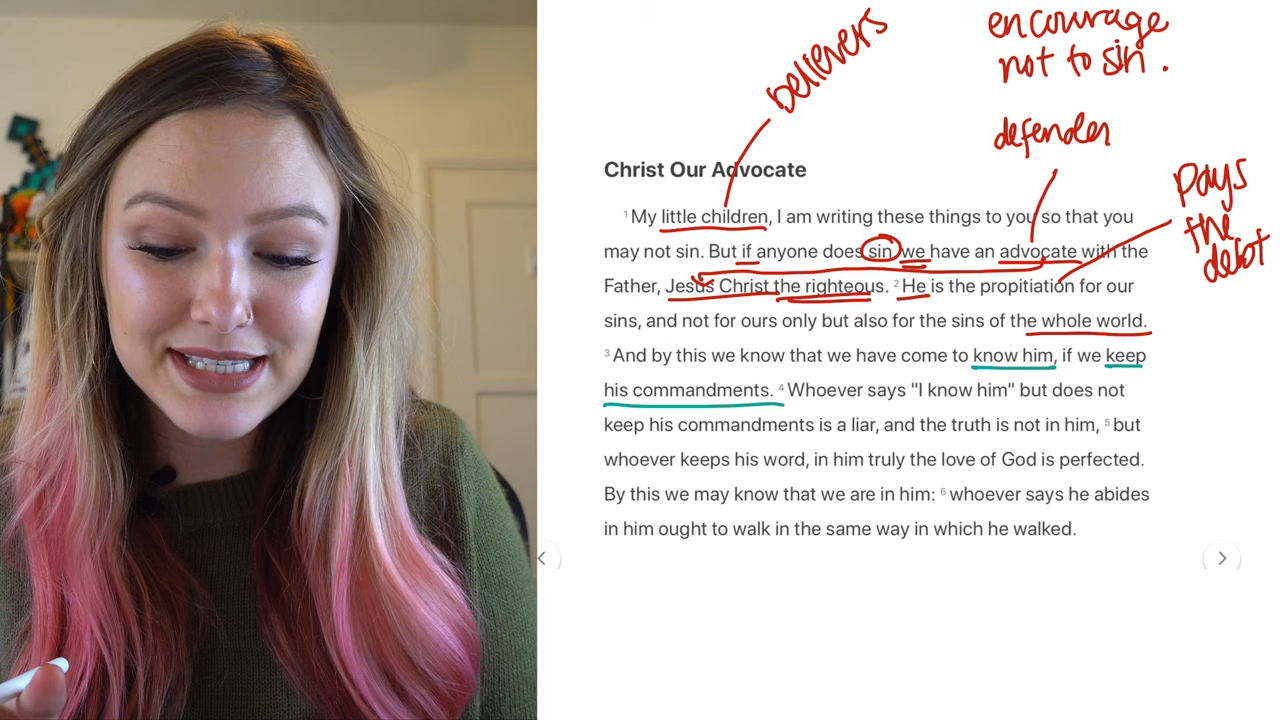 believers
encourage
not to sin.
defender
pays
the
debt
Christ Our Advocate
1 My little children, I am writing these things to you so that you
may not sin. But if anyone does sin, we have an advocate with the
Father, Jesus Christ the righteous. 2 He is the propitiation for our
sins, and not for ours only but also for the sins of the whole world.
3 And by this we know that we have come to know him, if we keep
his commandments. 4 Whoever says "I know him" but does not
keep his commandments is a liar, and the truth is not in him, 5 but
whoever keeps his word, in him truly the love of God is perfected.
By this we may know that we are in him: 6 whoever says he abides
in him ought to walk in the same way in which he walked.